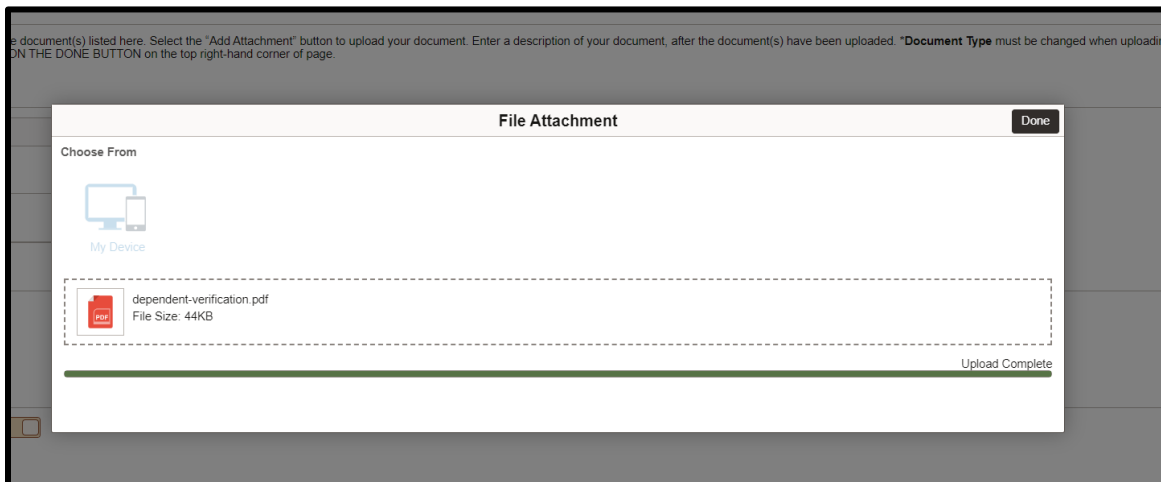 e document(s) listed here. Select the “Add Attachment” button to upload your document. Enter a description of your document, after the document(s) have been uploaded. *Document Type must be changed when uploadin
ON THE DONE BUTTON on the top right-hand corner of page.
File Attachment
Done
Choose From
My Device
PDF
dependent-verification.pdf
File Size: 44KB
Upload Complete